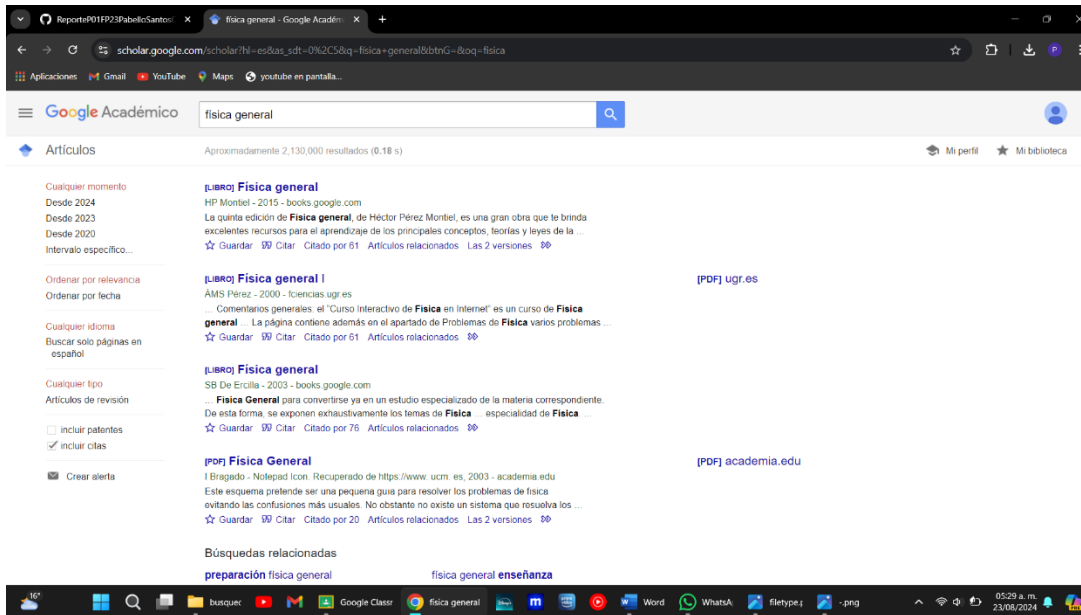 ReporteP01FP23PabelloSantos
física general - Google Académ
scholar.google.com/scholar?hl=es&as_sdt=0%2C5&q=física+general&btnG=&oq=fisica
P
Aplicaciones
Gmail
YouTube
Maps
youtube en pantalla...
Google Académico
física general
Artículos
Aproximadamente 2,130,000 resultados (0.18 s)
Mi perfil
Mi biblioteca
Cualquier momento
Desde 2024
Desde 2023
Desde 2020
Intervalo específico...
Ordenar por relevancia
Ordenar por fecha
Cualquier idioma
Buscar solo páginas en
español
Cualquier tipo
Artículos de revisión
incluir patentes
incluir citas
Crear alerta
[LIBRO] Física general
HP Montiel - 2015 - books.google.com
La quinta edición de Física general, de Héctor Pérez Montiel, es una gran obra que te brinda
excelentes recursos para el aprendizaje de los principales conceptos, teorías y leyes de la ...
Guardar Citar Citado por 61 Artículos relacionados Las 2 versiones
[LIBRO] Física general I
ÁMS Pérez - 2000 - fciencias.ugr.es
... Comentarios generales: el "Curso Interactivo de Física en Internet" es un curso de Física
general ... La página contiene además en el apartado de Problemas de Física varios problemas ...
Guardar Citar Citado por 61 Artículos relacionados
[PDF] ugr.es
[LIBRO] Física general
SB De Ercilla - 2003 - books.google.com
... Física General para convertirse ya en un estudio especializado de la materia correspondiente.
De esta forma, se exponen exhaustivamente los temas de Física ... especialidad de Física ...
Guardar Citar Citado por 76 Artículos relacionados
[PDF] Física General
I Bragado - Notepad Icon. Recuperado de https://www. ucm. es, 2003 - academia.edu
Este esquema pretende ser una pequena guia para resolver los problemas de fısica
evitando las confusiones más usuales. No obstante no existe un sistema que resuelva los ...
Guardar Citar Citado por 20 Artículos relacionados Las 2 versiones
[PDF] academia.edu
Búsquedas relacionadas
preparación física general
física general enseñanza
16°
busquec
Google Classr
física general
m
Word
WhatsA
filetype.p
-.png
05:29 a. m.
23/08/2024